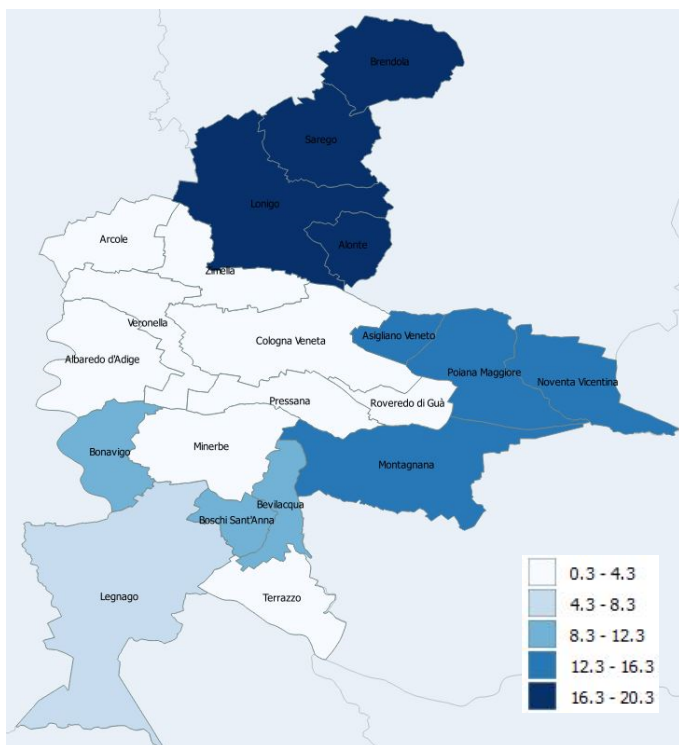 Brendola
Sarego
Lonigo
Alonte
Arcole
Zimella
Veronella
Cologna Veneta
Asigliano Veneto
Albaredo d'Adige
Poiana Maggiore
Noventa Vicentina
Pressana
Roveredo di Guà
Bonavigo
Minerbe
Montagnana
Bevilacqua
Boschi Sant'Anna
Legnago
Terrazzo
0.3 - 4.3
4.3 - 8.3
8.3 - 12.3
12.3 - 16.3
16.3 - 20.3